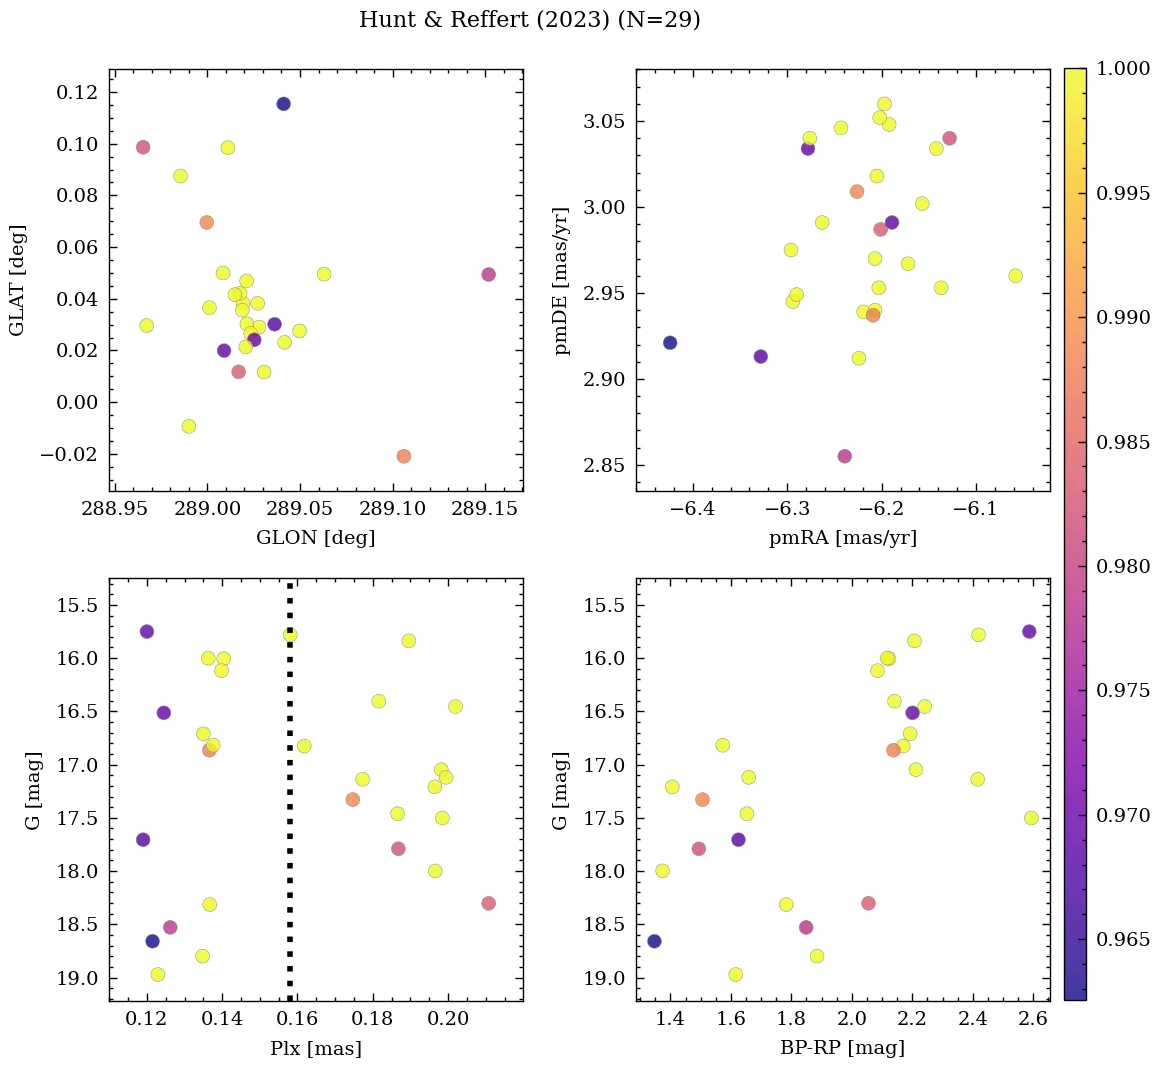 Hunt & Reffert (2023) (N=29)
0.12
0.10
0.08
0.06
0.04
0.02
0.00
−0.02
GLAT [deg]
288.95 289.00 289.05 289.10 289.15
GLON [deg]
3.05
3.00
2.95
2.90
2.85
pmDE [mas/yr]
−6.4 −6.3 −6.2 −6.1
pmRA [mas/yr]
15.5
16.0
16.5
17.0
17.5
18.0
18.5
19.0
G [mag]
0.12 0.14 0.16 0.18 0.20
Plx [mas]
15.5
16.0
16.5
17.0
17.5
18.0
18.5
19.0
G [mag]
1.4 1.6 1.8 2.0 2.2 2.4 2.6
BP-RP [mag]
1.000
0.995
0.990
0.985
0.980
0.975
0.970
0.965